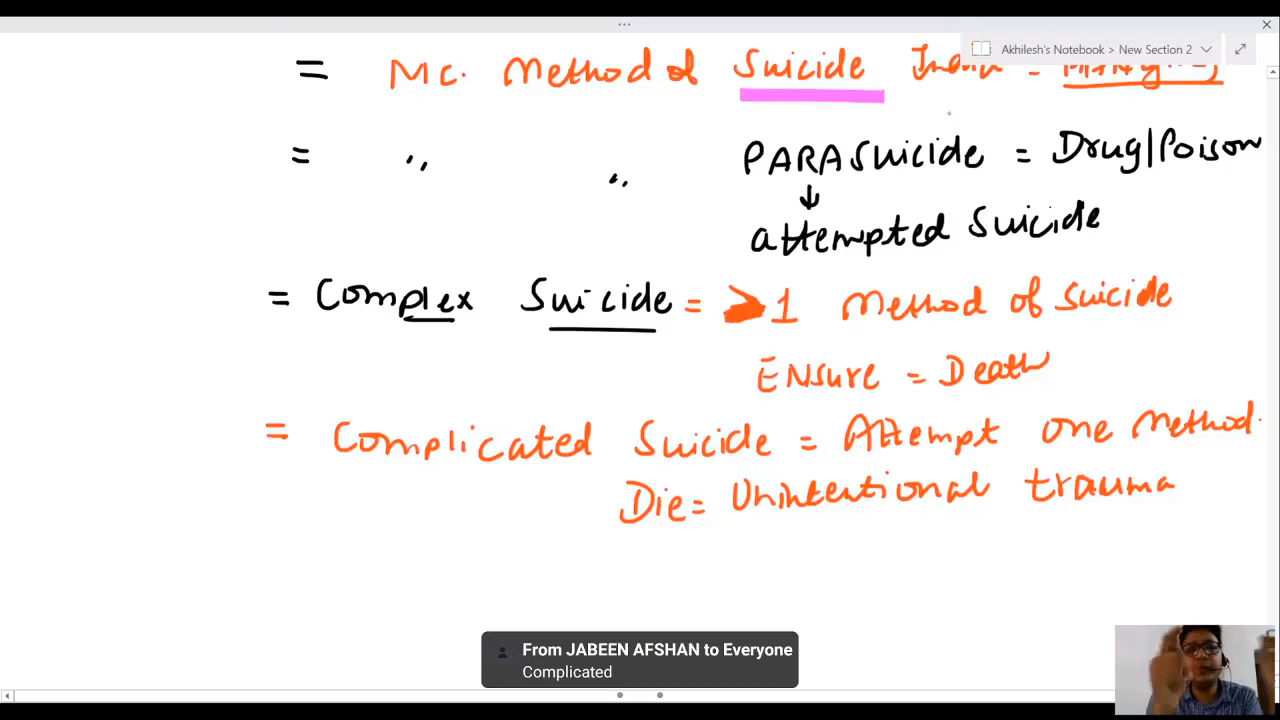 Akhilesh's Notebook > New Section 2
= Mc. Method of Suicide India =
= " " PARASuicide = Drug|Poison
↓
attempted Suicide
= Complex Suicide = >1 Method of Suicide
ENSure = Death
= Complicated Suicide = Attempt one Method.
Die = Unintentional trauma
From JABEEN AFSHAN to Everyone
Complicated